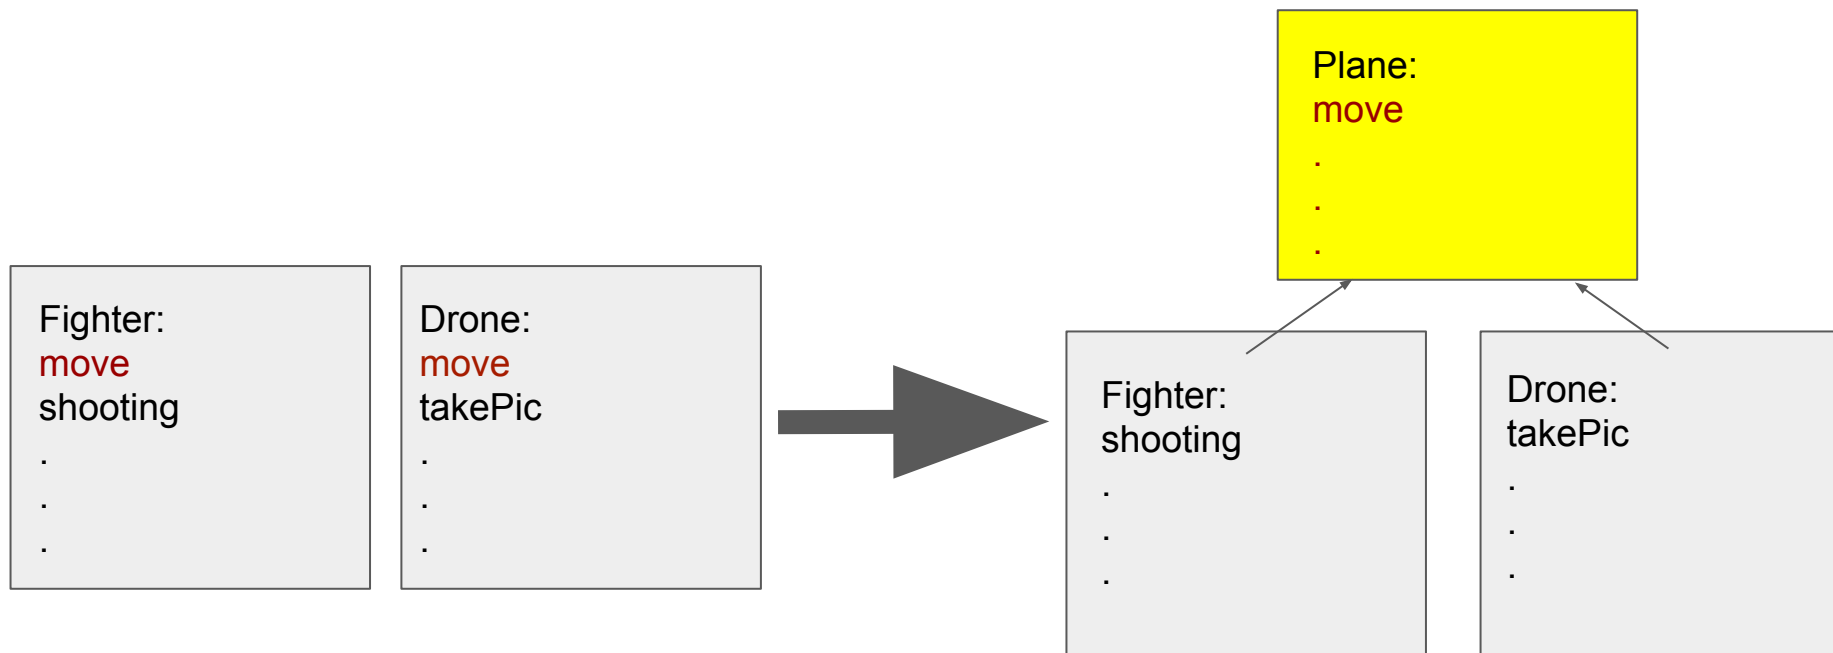 Plane:
move
.
.
.
Fighter:
move
shooting
.
.
.
Drone:
move
takePic
.
.
.
Fighter:
shooting
.
.
.
Drone:
takePic
.
.
.